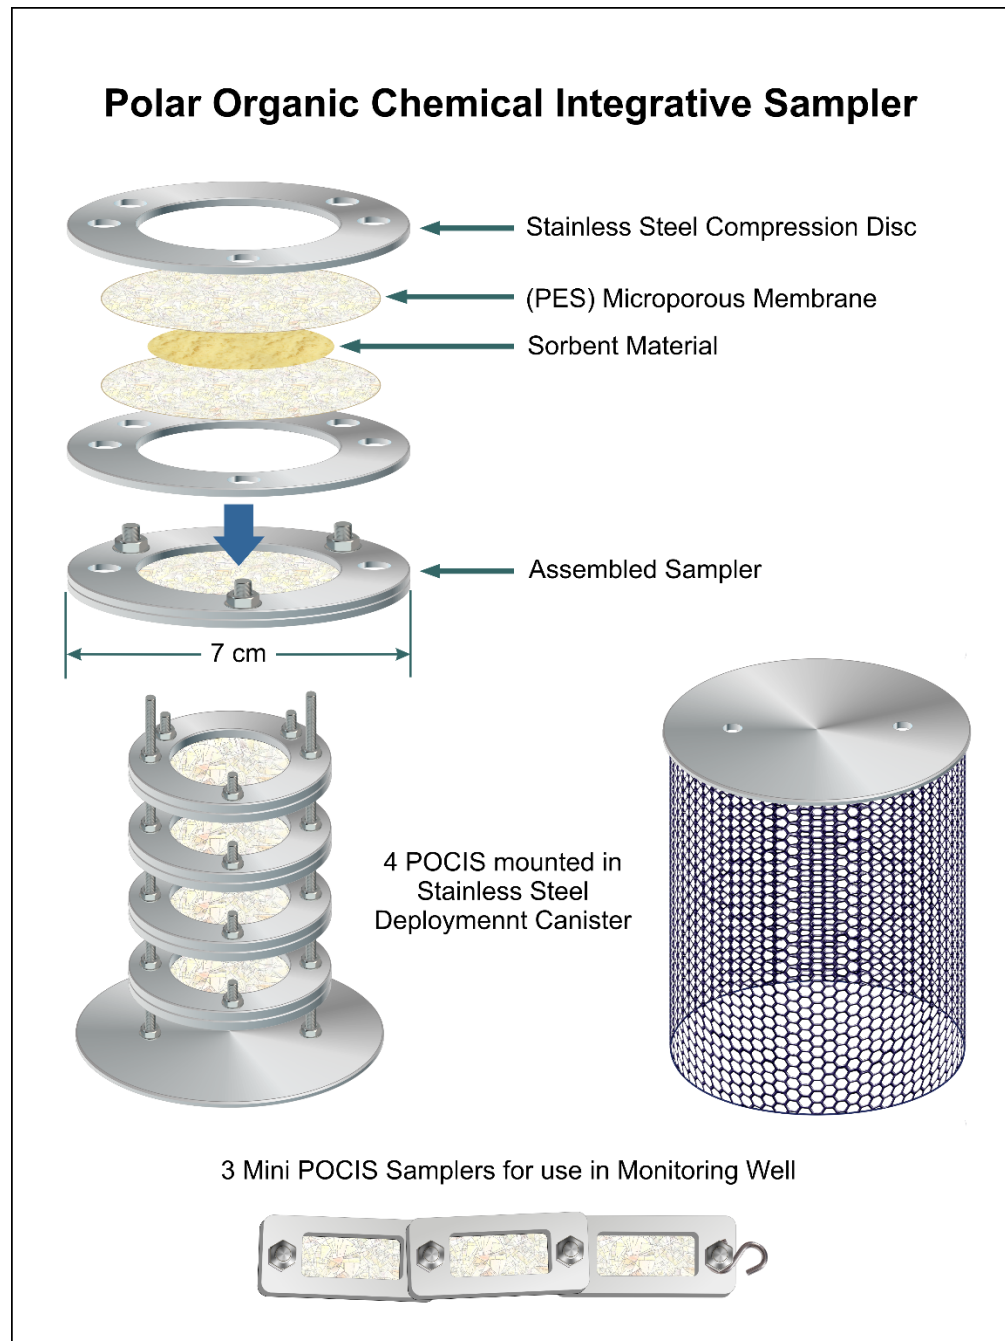 Polar Organic Chemical Integrative Sampler
Stainless Steel Compression Disc
(PES) Microporous Membrane
Sorbent Material
Assembled Sampler
7 cm
4 POCIS mounted in
Stainless Steel
Deploymennt Canister
3 Mini POCIS Samplers for use in Monitoring Well